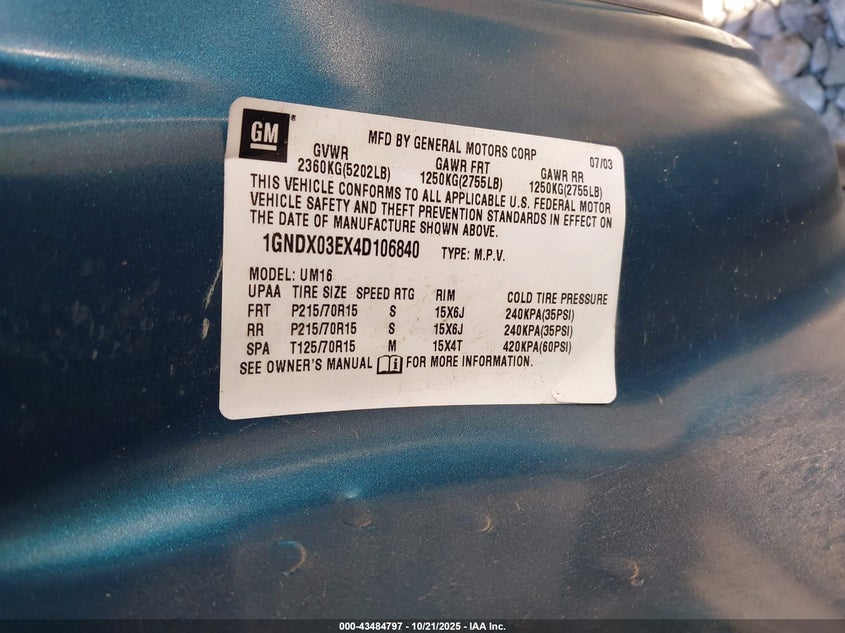 GM
®
MFD BY GENERAL MOTORS CORP 07/03
GVWR GAWR FRT GAWR RR
2360KG(5202LB) 1250KG(2755LB) 1250KG(2755LB)
THIS VEHICLE CONFORMS TO ALL APPLICABLE U.S. FEDERAL MOTOR
VEHICLE SAFETY AND THEFT PREVENTION STANDARDS IN EFFECT ON
THE DATE OF MANUFACTURE SHOWN ABOVE.
1GNDX03EX4D106840 TYPE: M.P.V.
MODEL: UM16
UPAA TIRE SIZE SPEED RTG RIM COLD TIRE PRESSURE
FRT P215/70R15 S 15X6J 240KPA(35PSI)
RR P215/70R15 S 15X6J 240KPA(35PSI)
SPA T125/70R15 M 15X4T 420KPA(60PSI)
SEE OWNER'S MANUAL i FOR MORE INFORMATION.
000-43484797 - 10/21/2025 - IAA Inc.